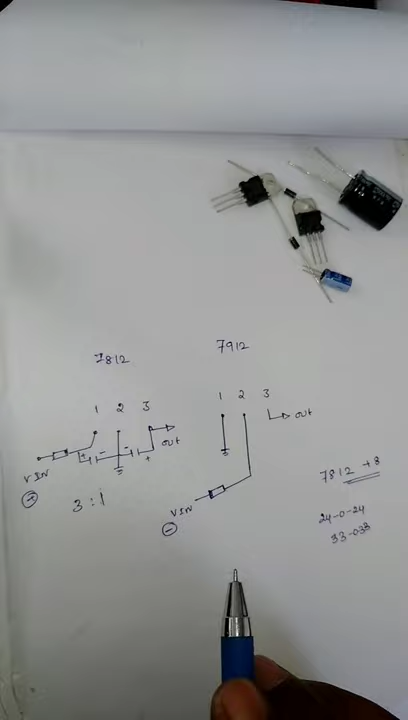 7812
1 2 3
OUT
VIN
-
+ - - +
3 : 1
7912
1 2 3
OUT
VIN
-
7812 +8
24-0-24
33-033